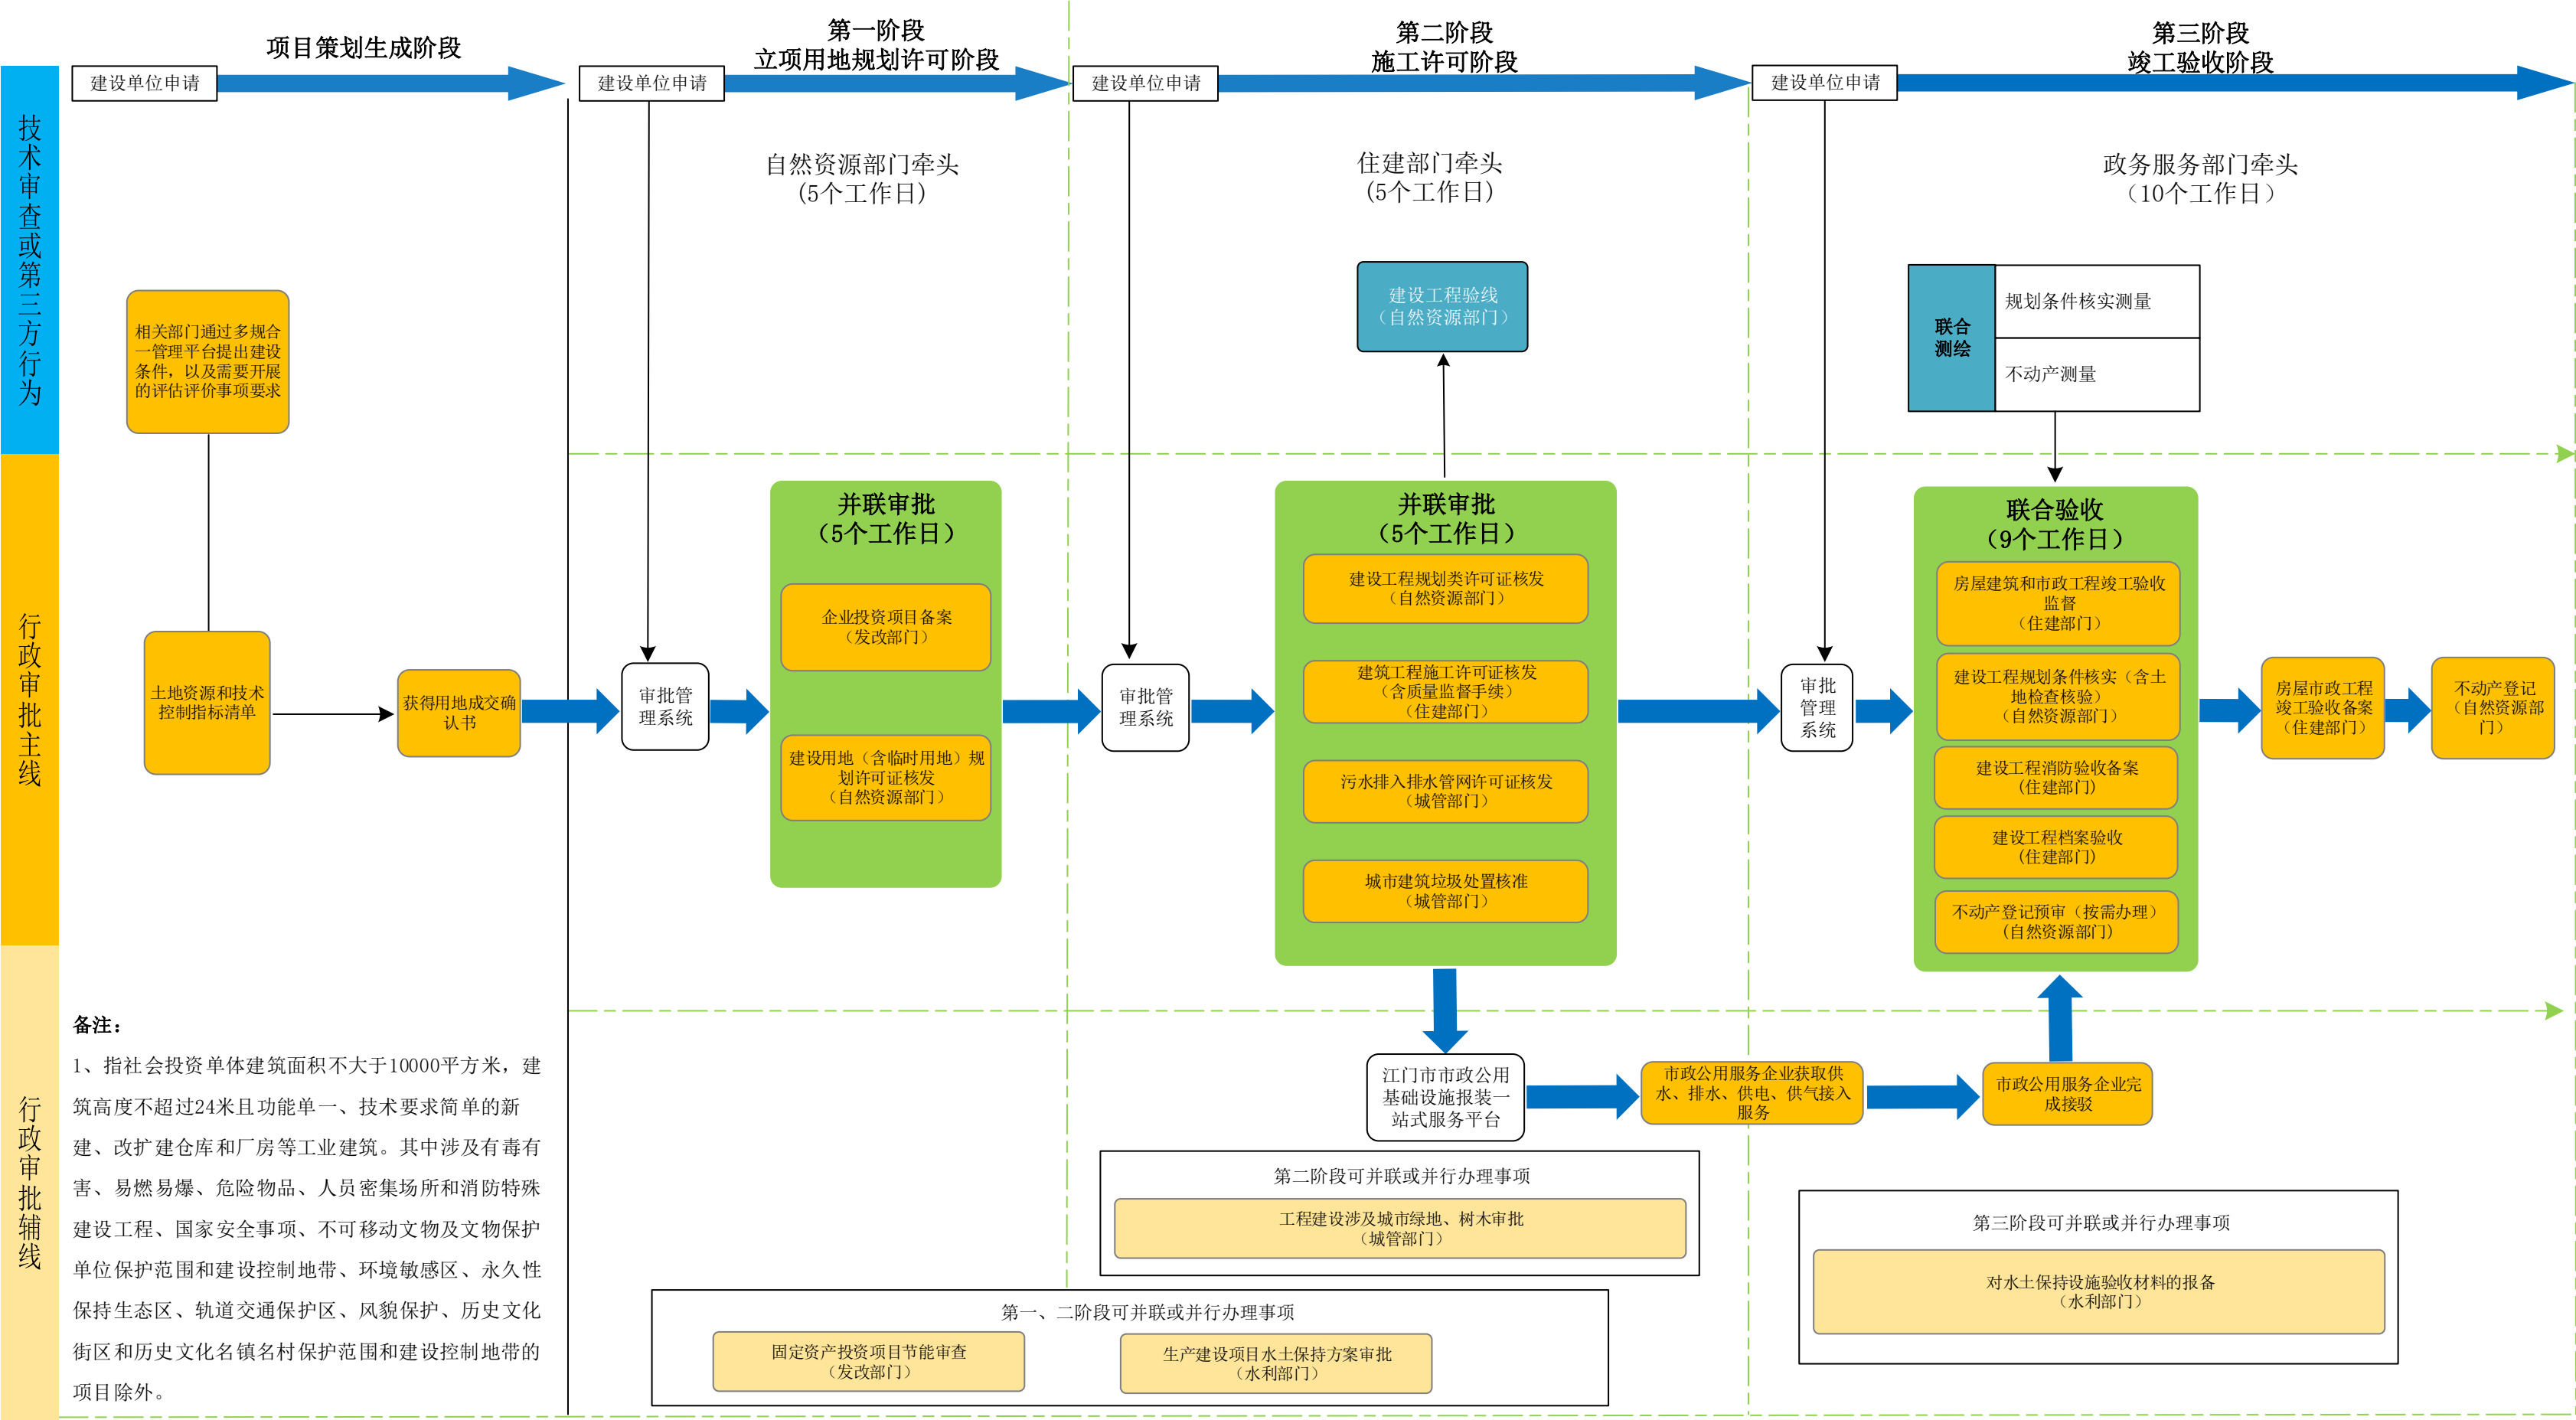 项目策划生成阶段
第一阶段
立项用地规划许可阶段
第二阶段
施工许可阶段
第三阶段
竣工验收阶段
建设单位申请
建设单位申请
建设单位申请
建设单位申请
技术审查或第三方行为
自然资源部门牵头
(5个工作日)
住建部门牵头
(5个工作日)
政务服务部门牵头
（10个工作日）
相关部门通过多规合
一管理平台提出建设
条件，以及需要开展
的评估评价事项要求
建设工程验线
（自然资源部门）
联合
测绘
规划条件核实测量
不动产测量
行政审批主线
土地资源和技术
控制指标清单
获得用地成交确
认书
审批管
理系统
并联审批
（5个工作日）
企业投资项目备案
（发改部门）
建设用地（含临时用地）规
划许可证核发
（自然资源部门）
审批管
理系统
并联审批
（5个工作日）
建设工程规划类许可证核发
（自然资源部门）
建筑工程施工许可证核发
（含质量监督手续）
（住建部门）
污水排入排水管网许可证核发
（城管部门）
城市建筑垃圾处置核准
（城管部门）
审批
管理
系统
联合验收
（9个工作日）
房屋建筑和市政工程竣工验收
监督
（住建部门）
建设工程规划条件核实（含土
地检查核验）
（自然资源部门）
建设工程消防验收备案
(住建部门)
建设工程档案验收
(住建部门)
不动产登记预审（按需办理）
(自然资源部门)
房屋市政工程
竣工验收备案
（住建部门）
不动产登记
（自然资源部
门）
行政审批辅线
备注：
1、指社会投资单体建筑面积不大于10000平方米，建
筑高度不超过24米且功能单一、技术要求简单的新
建、改扩建仓库和厂房等工业建筑。其中涉及有毒有
害、易燃易爆、危险物品、人员密集场所和消防特殊
建设工程、国家安全事项、不可移动文物及文物保护
单位保护范围和建设控制地带、环境敏感区、永久性
保持生态区、轨道交通保护区、风貌保护、历史文化
街区和历史文化名镇名村保护范围和建设控制地带的
项目除外。
江门市市政公用
基础设施报装一
站式服务平台
市政公用服务企业获取供
水、排水、供电、供气接入
服务
市政公用服务企业完
成接驳
第二阶段可并联或并行办理事项
工程建设涉及城市绿地、树木审批
（城管部门）
第三阶段可并联或并行办理事项
对水土保持设施验收材料的报备
（水利部门）
第一、二阶段可并联或并行办理事项
固定资产投资项目节能审查
（发改部门）
生产建设项目水土保持方案审批
（水利部门）